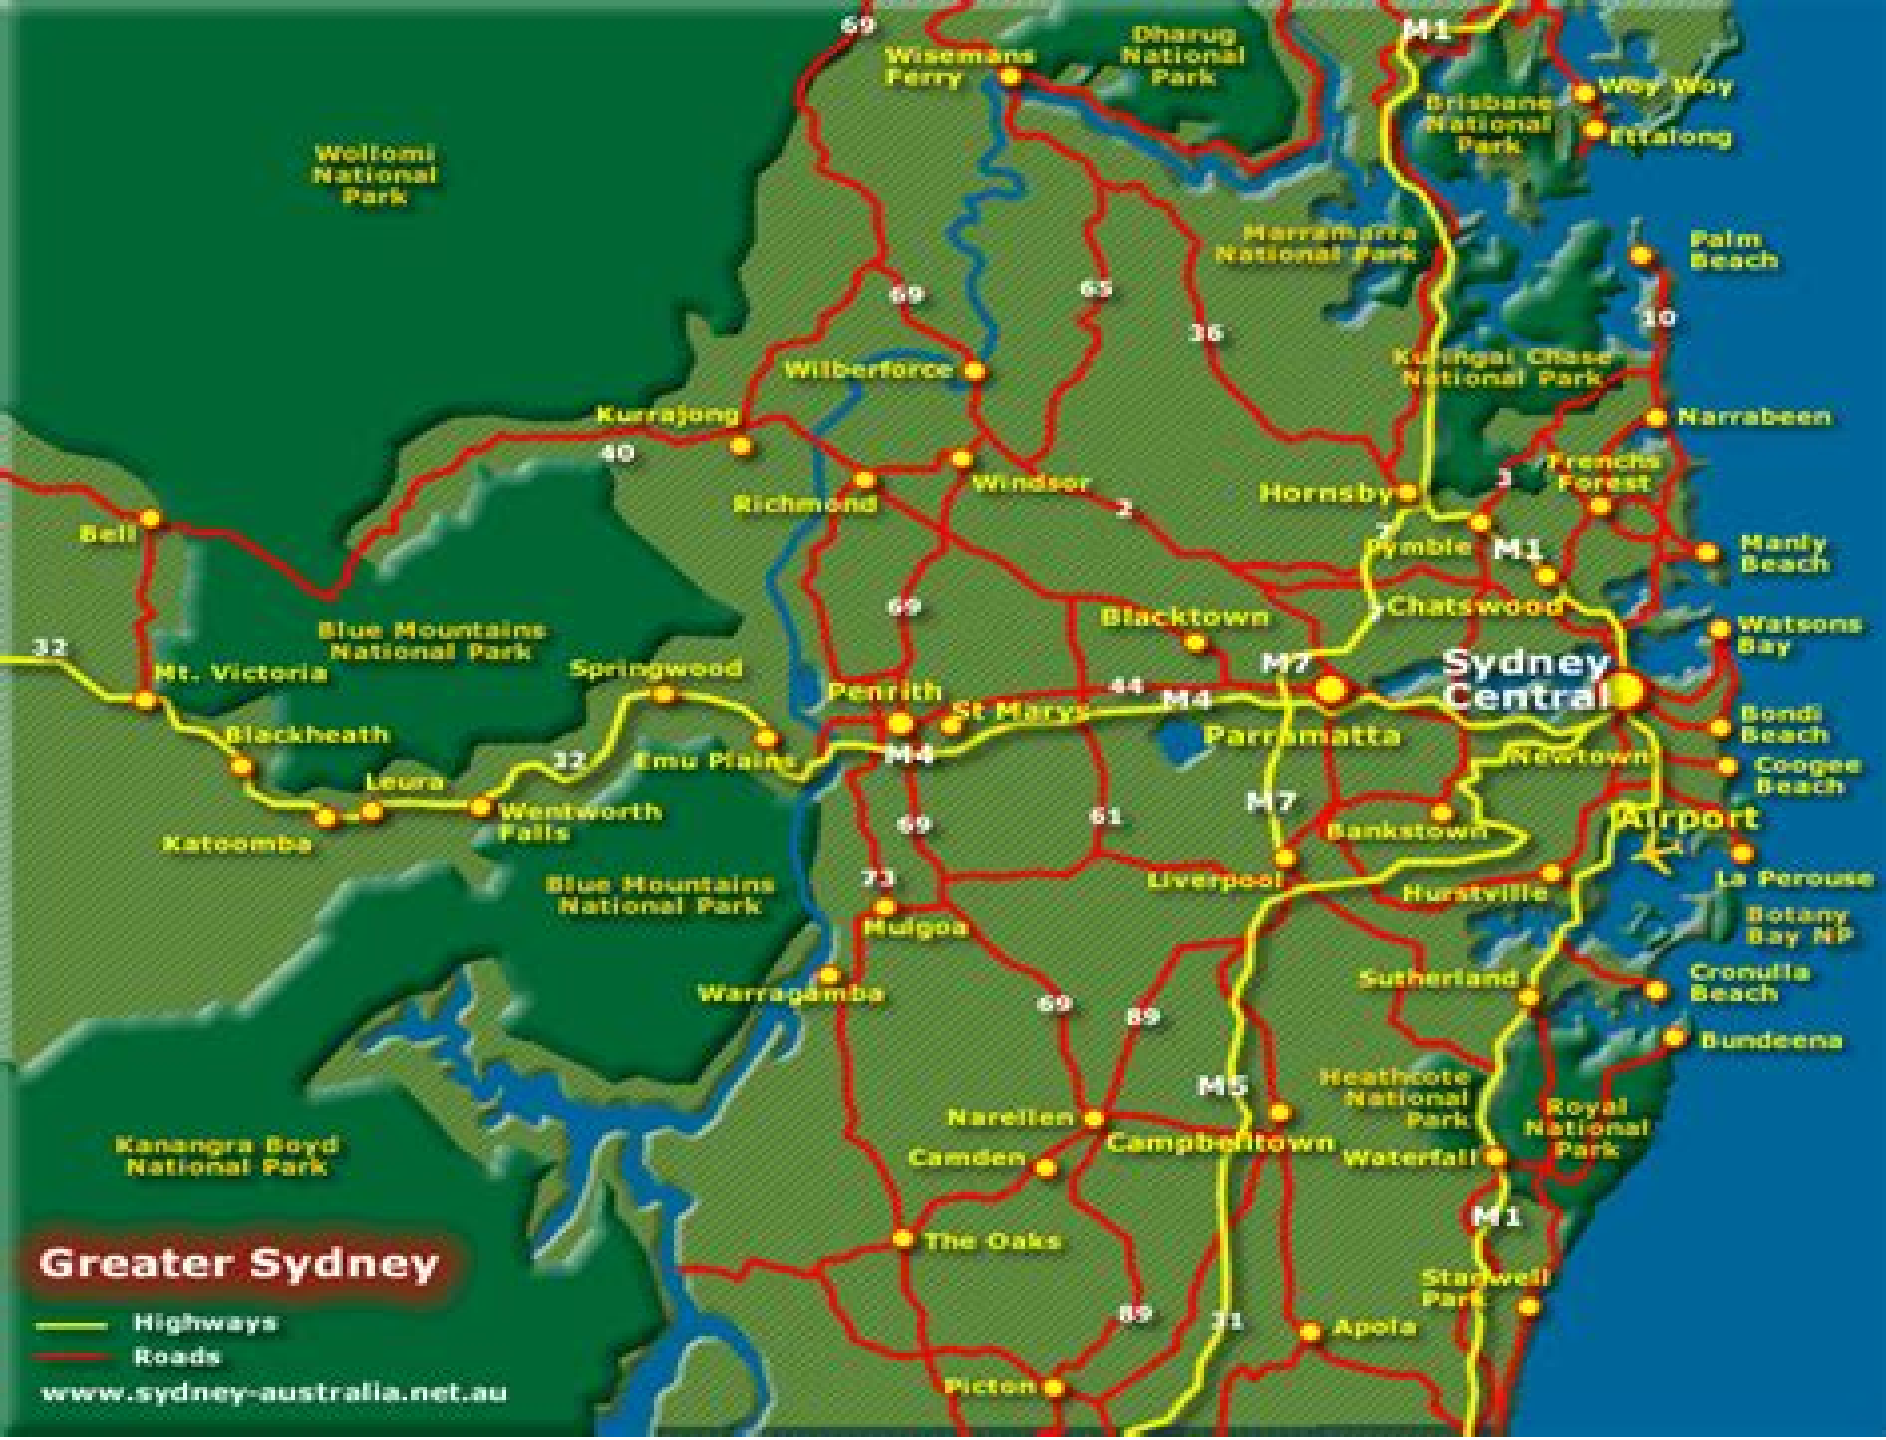 69
M1
Dharug
National
Park
Wisemans
Ferry
Woy Woy
Brisbane
National
Park
Ettalong
Wollomi
National
Park
Marramarra
National Park
Palm
Beach
69
65
10
36
Kuringai Chase
National Park
Wilberforce
Kurrajong
Narrabeen
40
Frenchs
Forest
3
Windsor
Hornsby
Richmond
2
Bell
7
Pymble
M1
Manly
Beach
69
Chatswood
Blacktown
Watsons
Bay
Blue Mountains
National Park
32
Mt. Victoria
Springwood
M7
Sydney
Central
Penrith
44
M4
St Marys
Bondi
Beach
Blackheath
Parramatta
M4
Emu Plains
32
Newtown
Coogee
Beach
Leura
M7
Wentworth
Falls
61
69
Airport
Bankstown
Katoomba
73
Liverpool
La Perouse
Blue Mountains
National Park
Hurstville
Mulgoa
Botany
Bay NP
Sutherland
Cronulla
Beach
Warragamba
69
89
Bundeena
M5
Heathcote
National
Park
Royal
National
Park
Narellen
Campbelltown
Kanangra Boyd
National Park
Camden
Waterfall
M1
The Oaks
Greater Sydney
Stanwell
Park
89
31
Apola
Highways
Roads
Picton
www.sydney-australia.net.au